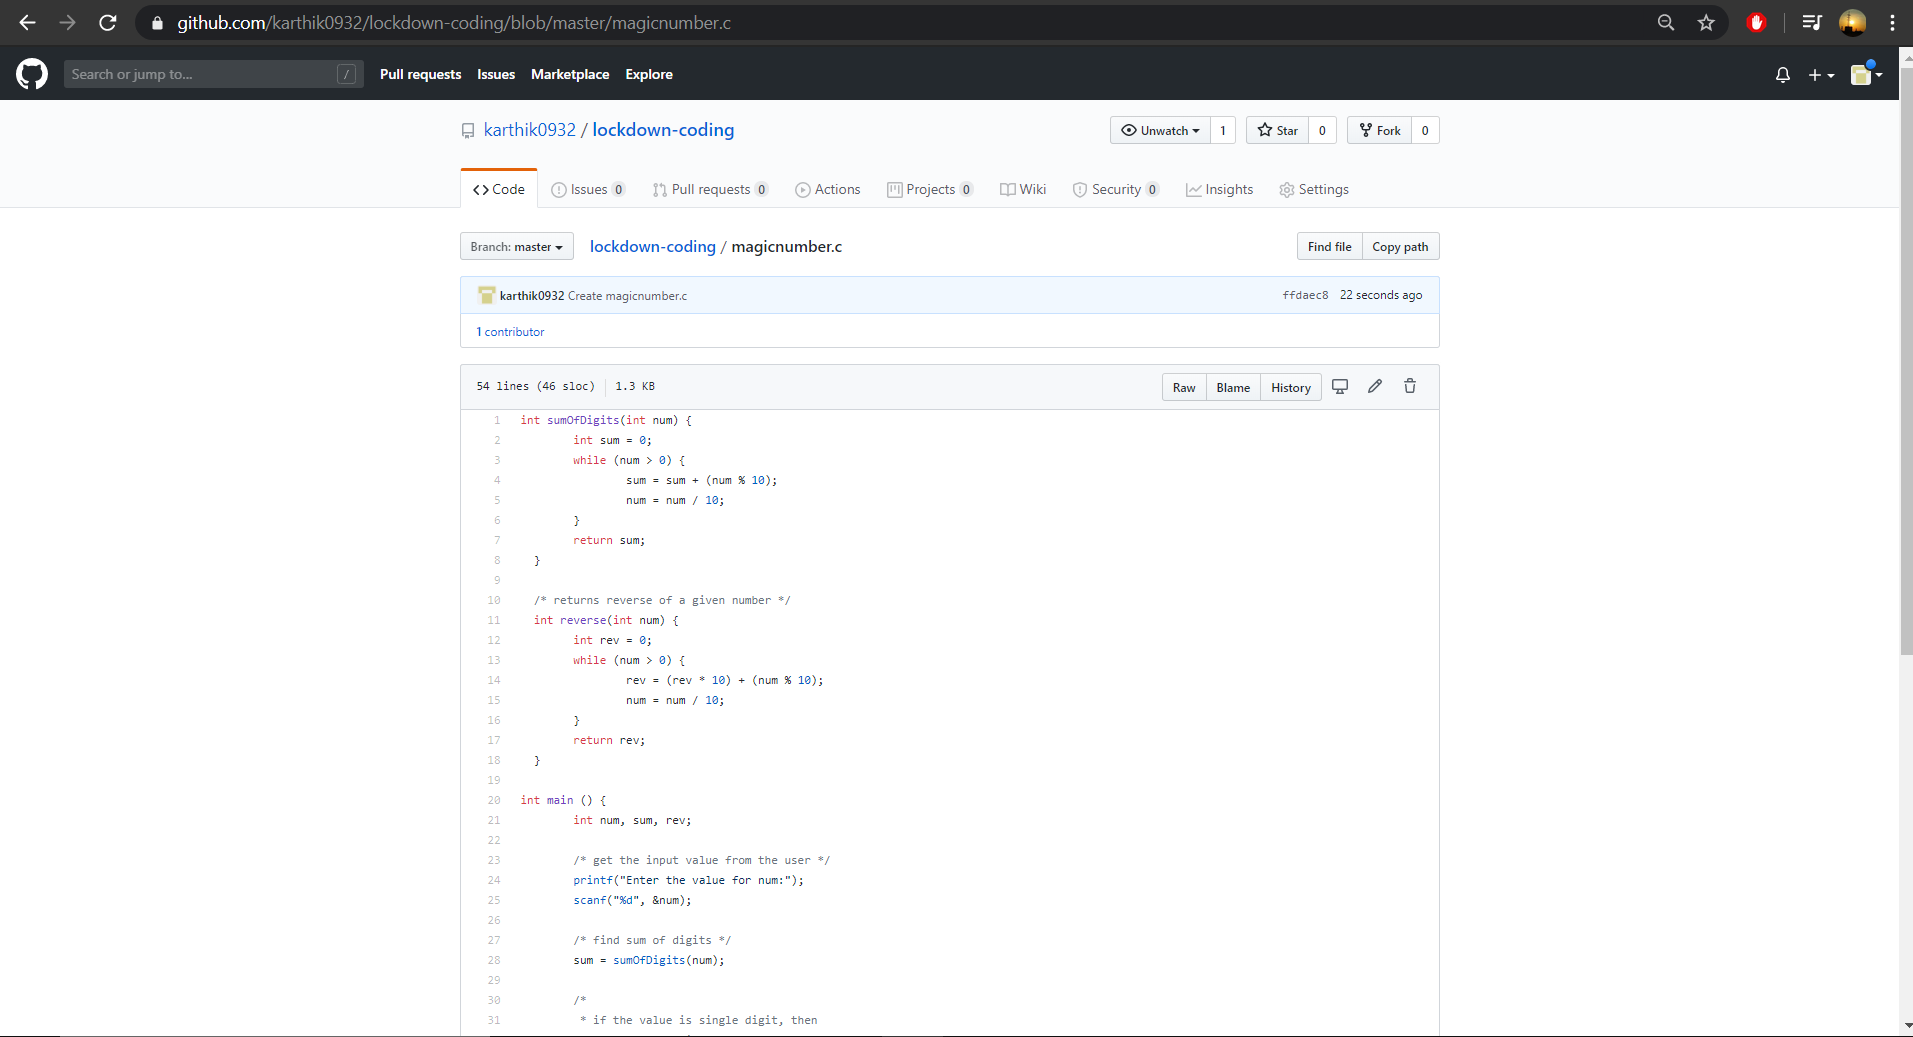 github.com/karthik0932/lockdown-coding/blob/master/magicnumber.c
Search or jump to... / Pull requests Issues Marketplace Explore
karthik0932 / lockdown-coding Unwatch 1 Star 0 Fork 0
Code Issues 0 Pull requests 0 Actions Projects 0 Wiki Security 0 Insights Settings
Branch: master lockdown-coding / magicnumber.c Find file Copy path
karthik0932 Create magicnumber.c ffdaec8 22 seconds ago
1 contributor
54 lines (46 sloc) 1.3 KB Raw Blame History
1 int sumOfDigits(int num) {
2 int sum = 0;
3 while (num > 0) {
4 sum = sum + (num % 10);
5 num = num / 10;
6 }
7 return sum;
8 }
9
10 /* returns reverse of a given number */
11 int reverse(int num) {
12 int rev = 0;
13 while (num > 0) {
14 rev = (rev * 10) + (num % 10);
15 num = num / 10;
16 }
17 return rev;
18 }
19
20 int main () {
21 int num, sum, rev;
22
23 /* get the input value from the user */
24 printf("Enter the value for num:");
25 scanf("%d", &num);
26
27 /* find sum of digits */
28 sum = sumOfDigits(num);
29
30 /*
31 * if the value is single digit, then